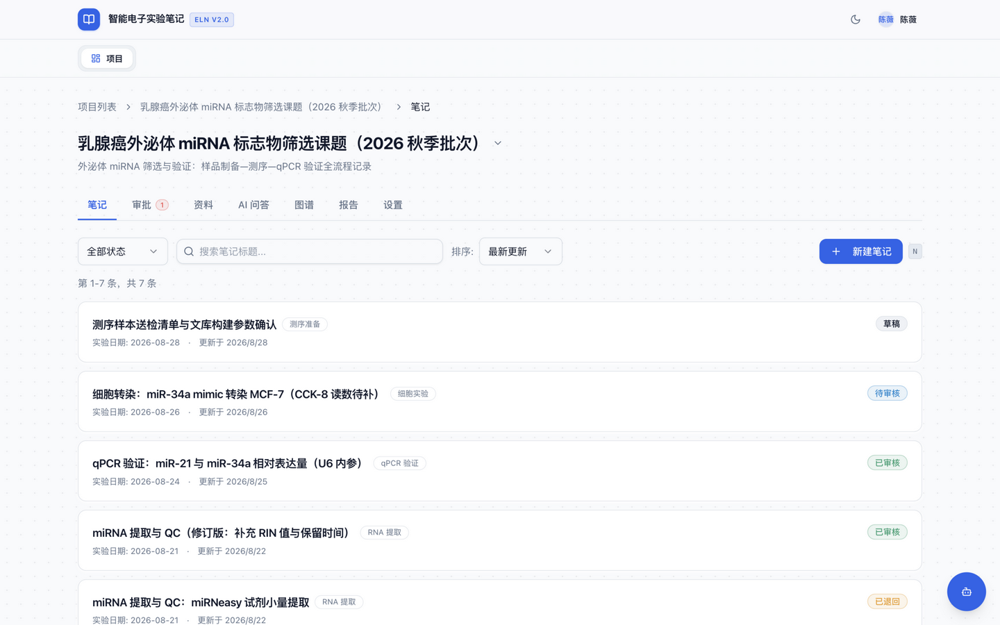 智能电子实验笔记 ELN V2.0 陈薇 陈薇
项目
项目列表 > 乳腺癌外泌体 miRNA 标志物筛选课题（2026 秋季批次） > 笔记
乳腺癌外泌体 miRNA 标志物筛选课题（2026 秋季批次）
外泌体 miRNA 筛选与验证：样品制备—测序—qPCR 验证全流程记录
笔记 审批 1 资料 AI 问答 图谱 报告 设置
全部状态 搜索笔记标题... 排序: 最新更新 + 新建笔记 N
第 1-7 条，共 7 条
测序样本送检清单与文库构建参数确认 测序准备 草稿
实验日期: 2026-08-28 · 更新于 2026/8/28
细胞转染：miR-34a mimic 转染 MCF-7（CCK-8 读数待补） 细胞实验 待审核
实验日期: 2026-08-26 · 更新于 2026/8/26
qPCR 验证：miR-21 与 miR-34a 相对表达量（U6 内参） qPCR 验证 已审核
实验日期: 2026-08-24 · 更新于 2026/8/25
miRNA 提取与 QC（修订版：补充 RIN 值与保留时间） RNA 提取 已审核
实验日期: 2026-08-21 · 更新于 2026/8/22
miRNA 提取与 QC：miRNeasy 试剂小量提取 RNA 提取 已退回
实验日期: 2026-08-21 · 更新于 2026/8/22